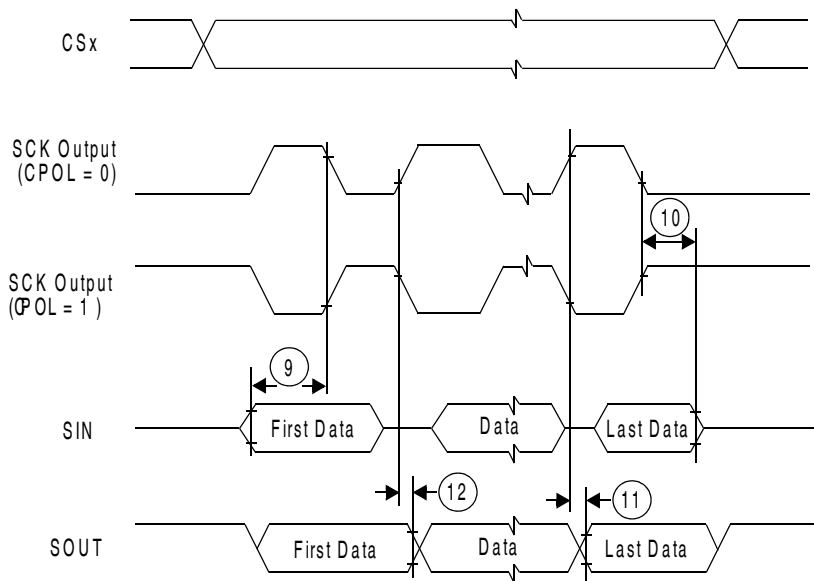 CSx
SCK Output
(CPOL = 0)
10
SCK Output
(CPOL = 1 )
9
SIN
First Data
Data
Last Data
12
11
SOUT
First Data
Data
Last Data